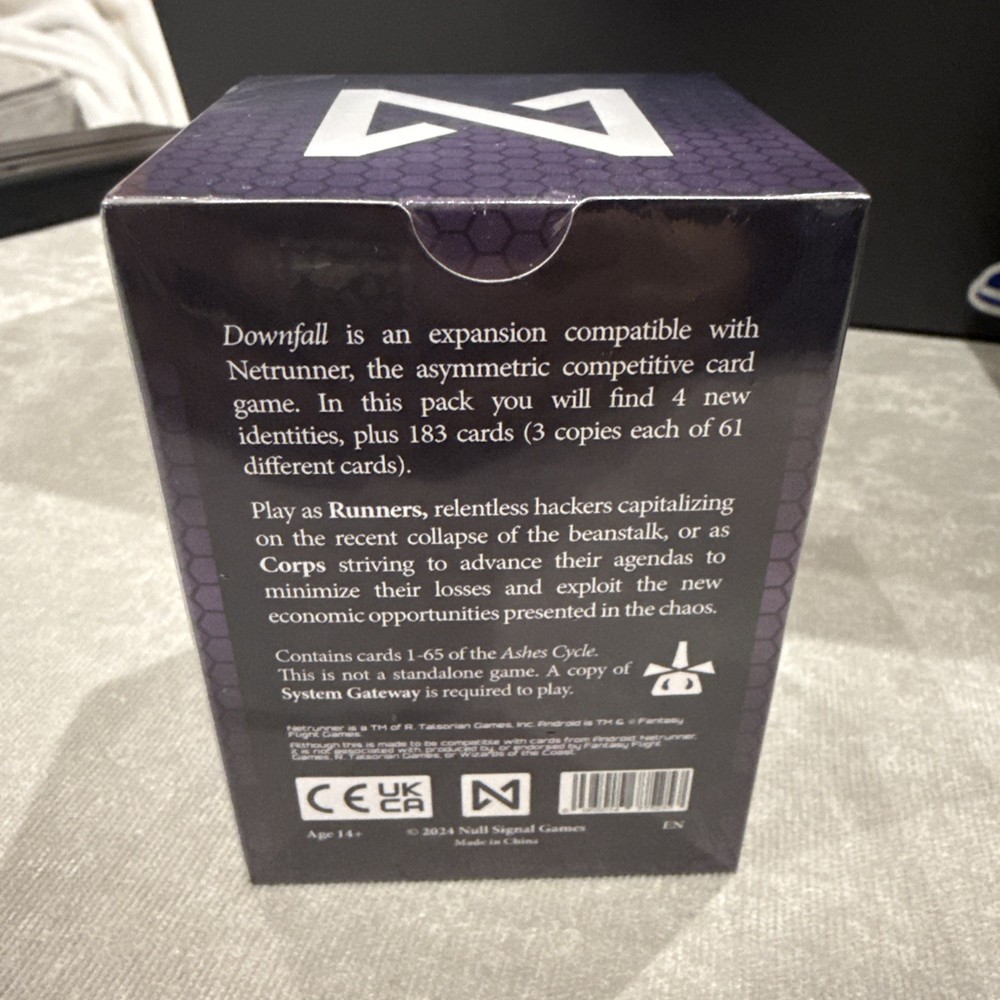 Downfall is an expansion compatible with
Netrunner, the asymmetric competitive card
game. In this pack you will find 4 new
identities, plus 183 cards (3 copies each of 61
different cards).
Play as Runners, relentless hackers capitalizing
on the recent collapse of the beanstalk, or as
Corps striving to advance their agendas to
minimize their losses and exploit the new
economic opportunities presented in the chaos.
Contains cards 1-65 of the Ashes Cycle.
This is not a standalone game. A copy of
System Gateway is required to play.
Netrunner is a TM of R. Talsorian Games, Inc. Android is TM & © Fantasy
Flight Games.
Although this is made to be compatible with cards from Android: Netrunner,
it is not associated with, produced by, or endorsed by Fantasy Flight
Games, R. Talsorian Games, or Wizards of the Coast.
CE UK
CA
Age 14+ © 2024 Null Signal Games EN
Made in China